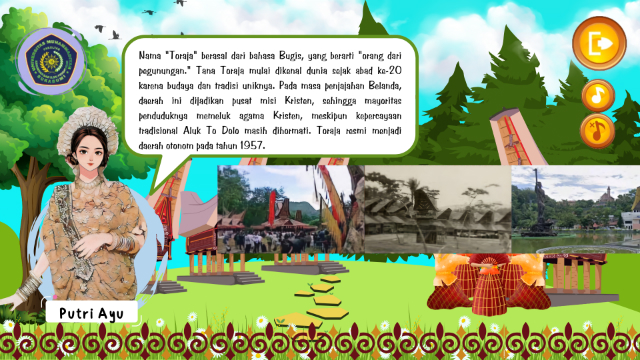 Nama "Toraja" berasal dari bahasa Bugis, yang berarti "orang dari
pegunungan." Tana Toraja mulai dikenal dunia sejak abad ke-20
karena budaya dan tradisi uniknya. Pada masa penjajahan Belanda,
daerah ini dijadikan pusat misi Kristen, sehingga mayoritas
penduduknya memeluk agama Kristen, meskipun kepercayaan
tradisional Aluk To Dolo masih dihormati. Toraja resmi menjadi
daerah otonom pada tahun 1957.
Putri Ayu